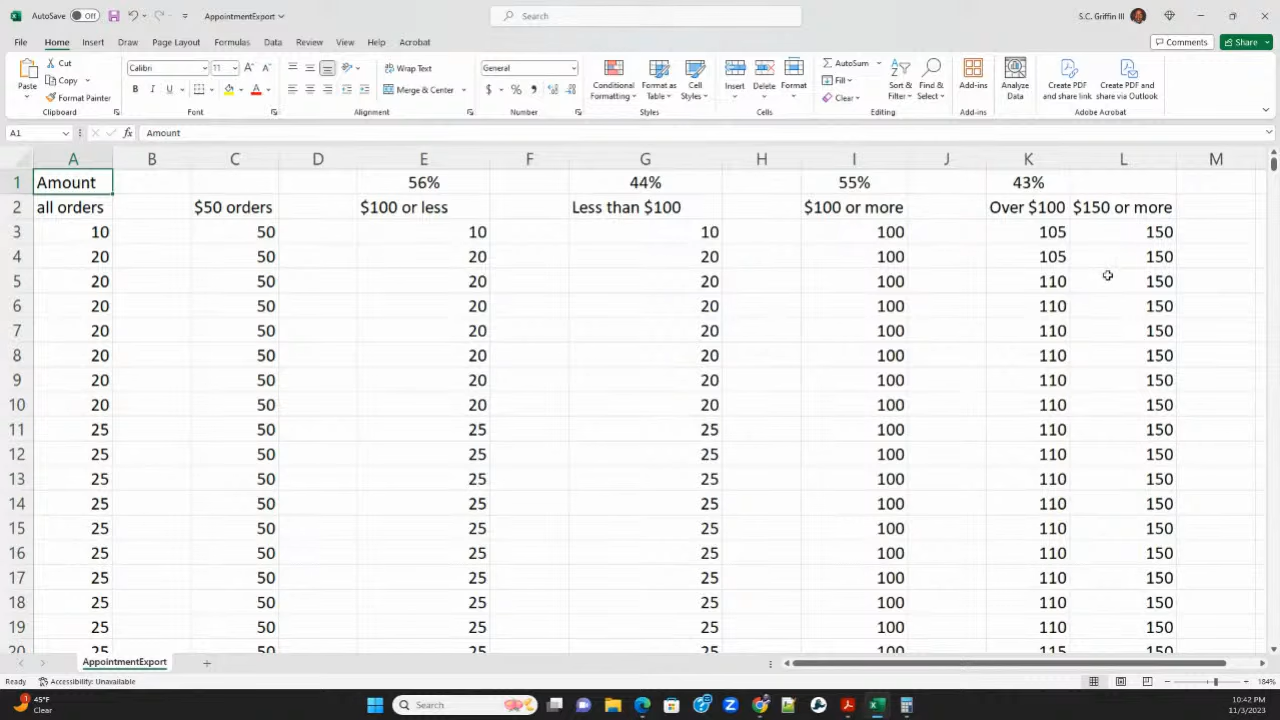 AutoSave Off AppointmentExport Search S.C. Griffin III
File Home Insert Draw Page Layout Formulas Data Review View Help Acrobat Comments Share
Paste Cut Copy Format Painter Clipboard
Calibri 11 B I U A Font
Wrap Text Merge & Center Alignment
General $ % Number
Conditional Formatting Format as Table Cell Styles Styles
Insert Delete Format Cells
AutoSum Fill Clear Sort & Filter Find & Select Editing
Add-ins Add-ins
Analyze Data
Create PDF and share link Create PDF and share via Outlook Adobe Acrobat
A1 fx Amount
A B C D E F G H I J K L M
1 Amount 56% 44% 55% 43%
2 all orders $50 orders $100 or less Less than $100 $100 or more Over $100 $150 or more
3 10 50 10 10 100 105 150
4 20 50 20 20 100 105 150
5 20 50 20 20 100 110 150
6 20 50 20 20 100 110 150
7 20 50 20 20 100 110 150
8 20 50 20 20 100 110 150
9 20 50 20 20 100 110 150
10 20 50 20 20 100 110 150
11 25 50 25 25 100 110 150
12 25 50 25 25 100 110 150
13 25 50 25 25 100 110 150
14 25 50 25 25 100 110 150
15 25 50 25 25 100 110 150
16 25 50 25 25 100 110 150
17 25 50 25 25 100 110 150
18 25 50 25 25 100 110 150
19 25 50 25 25 100 110 150
20 25 50 25 25 100 115 150
AppointmentExport
Ready Accessibility: Unavailable 184%
45°F Clear Search 10:42 PM 11/3/2023